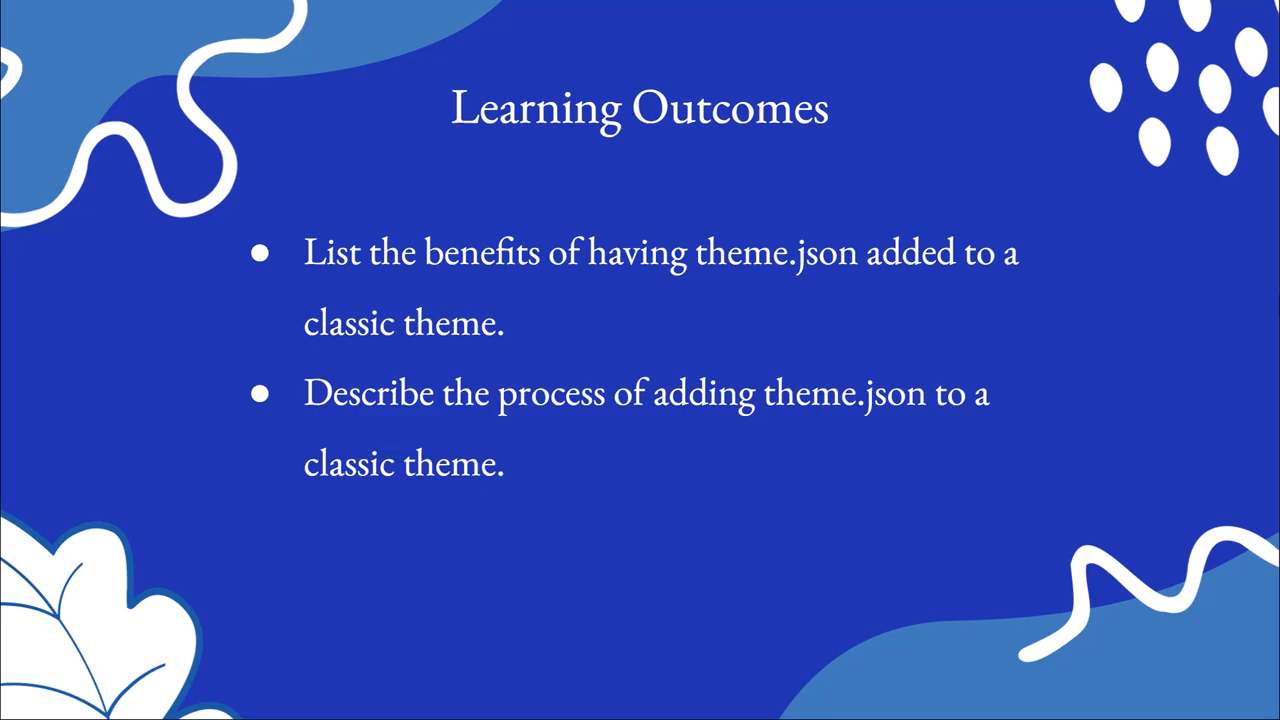 Learning Outcomes
● List the benefits of having theme.json added to a
classic theme.
● Describe the process of adding theme.json to a
classic theme.